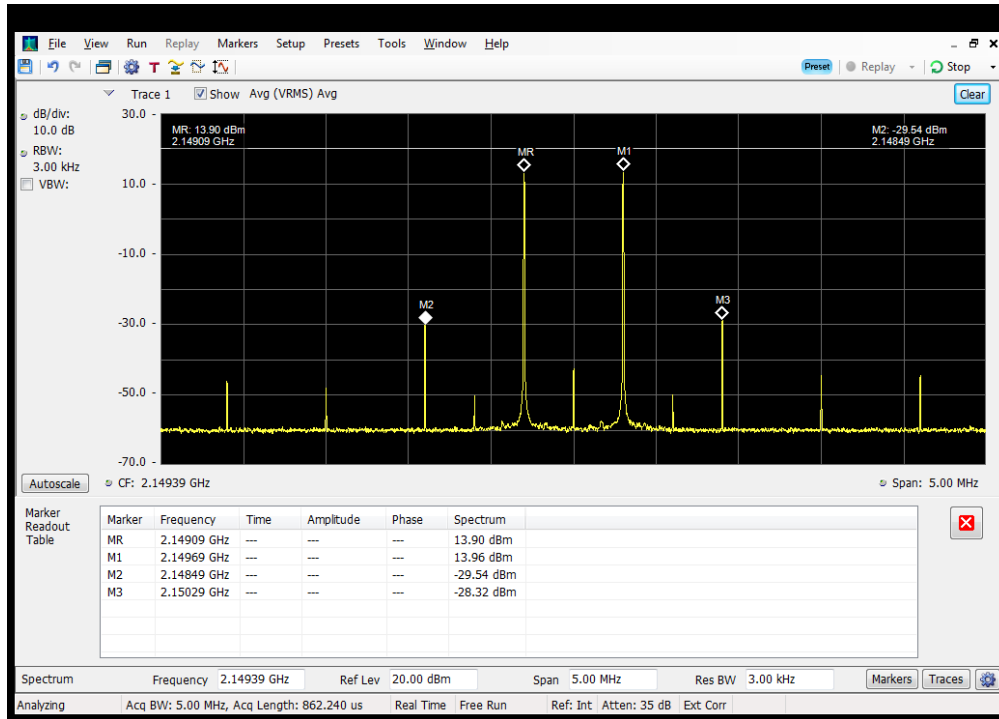 File View Run Replay Markers Setup Presets Tools Window Help
T Preset Replay Stop
Trace 1 Show Avg (VRMS) Avg Clear
dB/div:
10.0 dB
RBW:
3.00 kHz
VBW:
30.0
10.0
-10.0
-30.0
-50.0
-70.0
MR: 13.90 dBm
2.14909 GHz
M2: -29.54 dBm
2.14849 GHz
MR M1
M2 M3
Autoscale CF: 2.14939 GHz Span: 5.00 MHz
Marker
Readout
Table
Marker Frequency Time Amplitude Phase Spectrum
MR 2.14909 GHz --- --- --- 13.90 dBm
M1 2.14969 GHz --- --- --- 13.96 dBm
M2 2.14849 GHz --- --- --- -29.54 dBm
M3 2.15029 GHz --- --- --- -28.32 dBm
Spectrum Frequency 2.14939 GHz Ref Lev 20.00 dBm Span 5.00 MHz Res BW 3.00 kHz Markers Traces
Analyzing Acq BW: 5.00 MHz, Acq Length: 862.240 us Real Time Free Run Ref: Int Atten: 35 dB Ext Corr